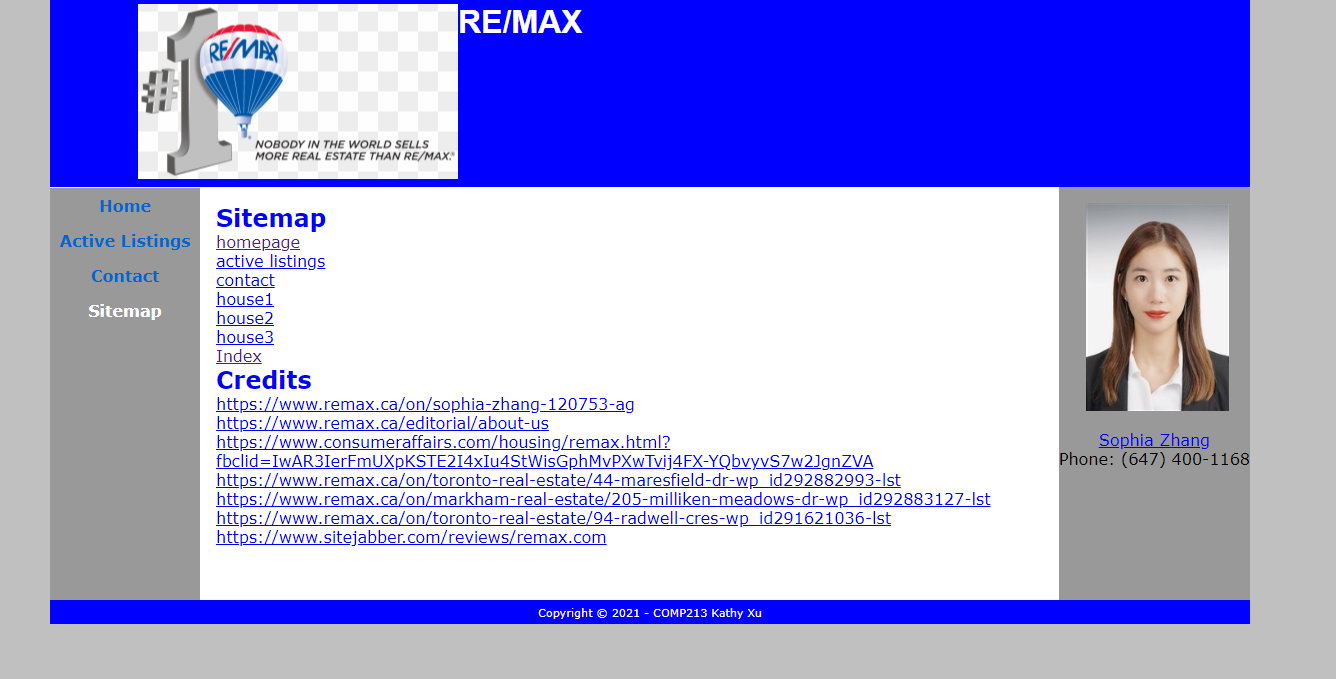 RE/MAX
#1
RE/MAX
NOBODY IN THE WORLD SELLS
MORE REAL ESTATE THAN RE/MAX.®
Home
Active Listings
Contact
Sitemap
Sitemap
homepage
active listings
contact
house1
house2
house3
Index
Credits
https://www.remax.ca/on/sophia-zhang-120753-ag
https://www.remax.ca/editorial/about-us
https://www.consumeraffairs.com/housing/remax.html?
fbclid=IwAR3IerFmUXpKSTE2I4xIu4StWisGphMvPXwTvij4FX-YQbvyvS7w2JgnZVA
https://www.remax.ca/on/toronto-real-estate/44-maresfield-dr-wp_id292882993-lst
https://www.remax.ca/on/markham-real-estate/205-milliken-meadows-dr-wp_id292883127-lst
https://www.remax.ca/on/toronto-real-estate/94-radwell-cres-wp_id291621036-lst
https://www.sitejabber.com/reviews/remax.com
Sophia Zhang
Phone: (647) 400-1168
Copyright © 2021 - COMP213 Kathy Xu